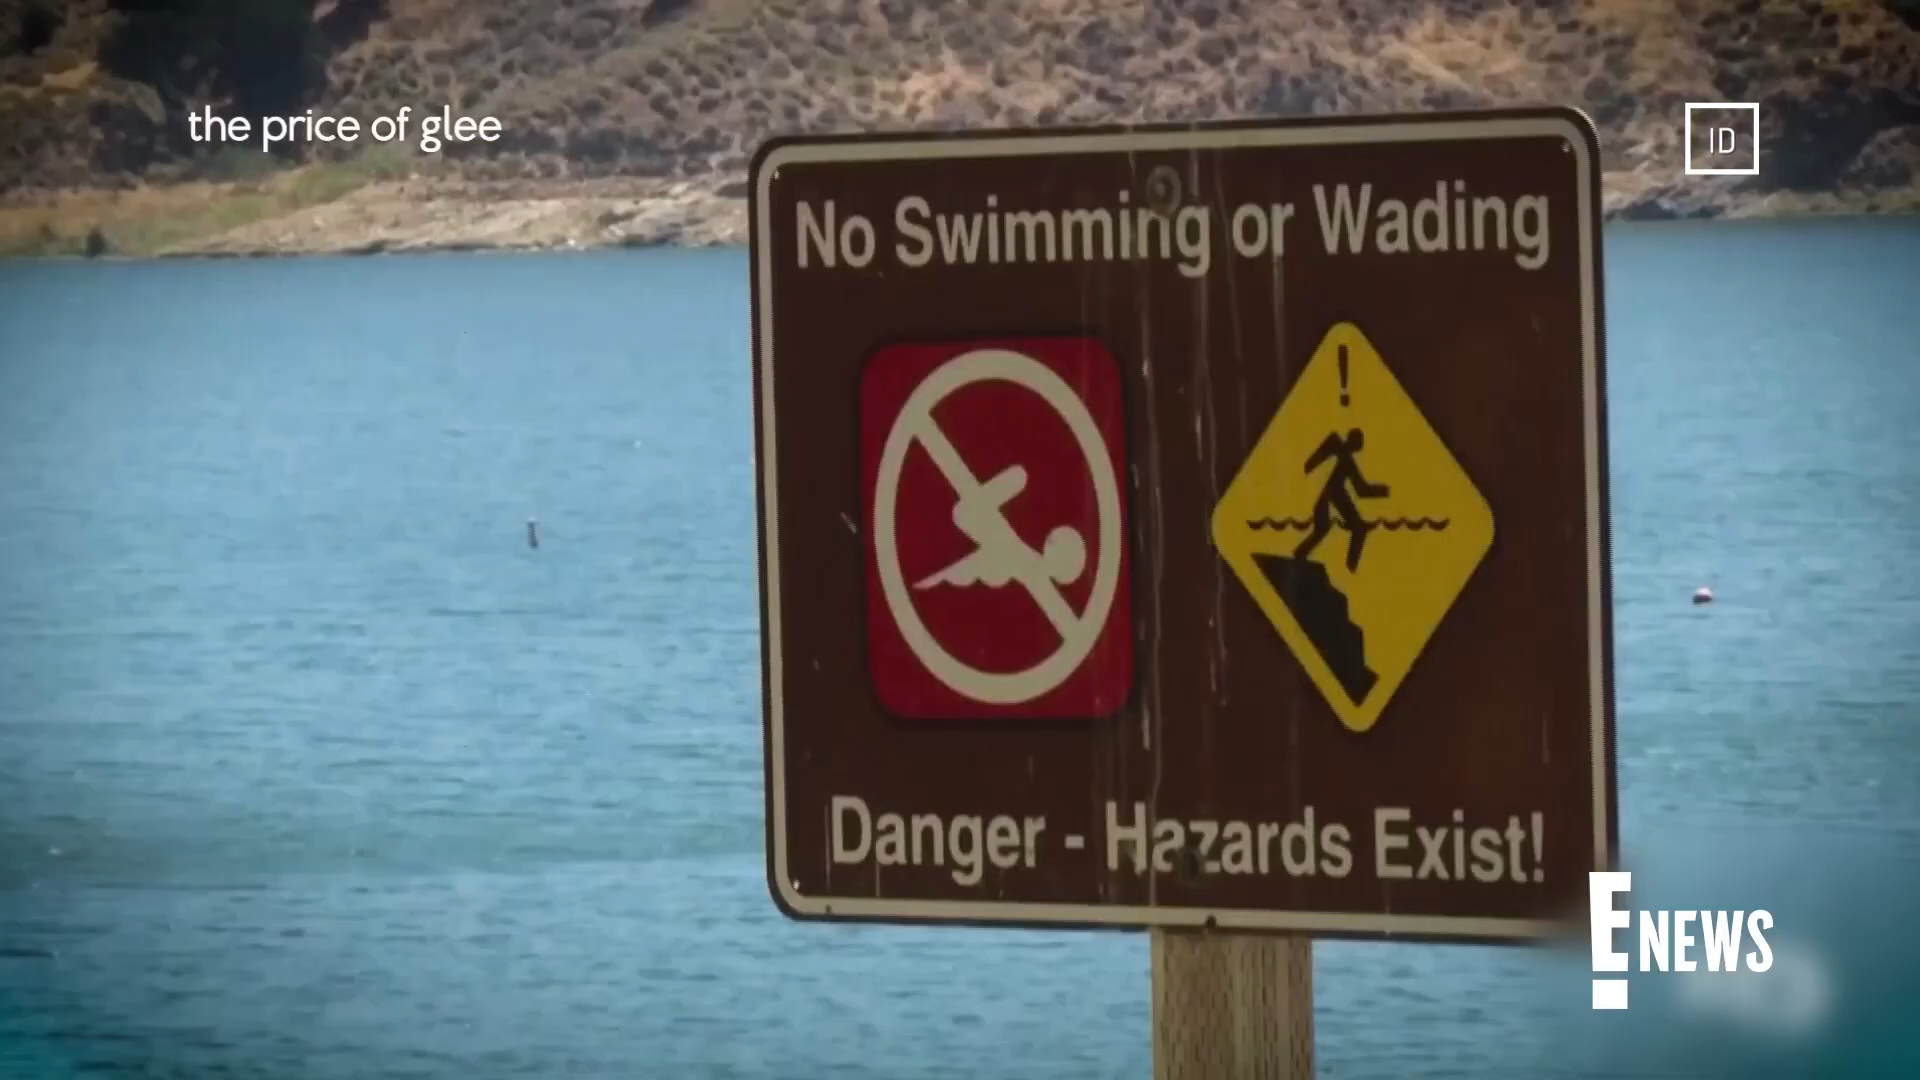 the price of glee
ID
No Swimming or Wading
!
Danger - Hazards Exist!
E NEWS